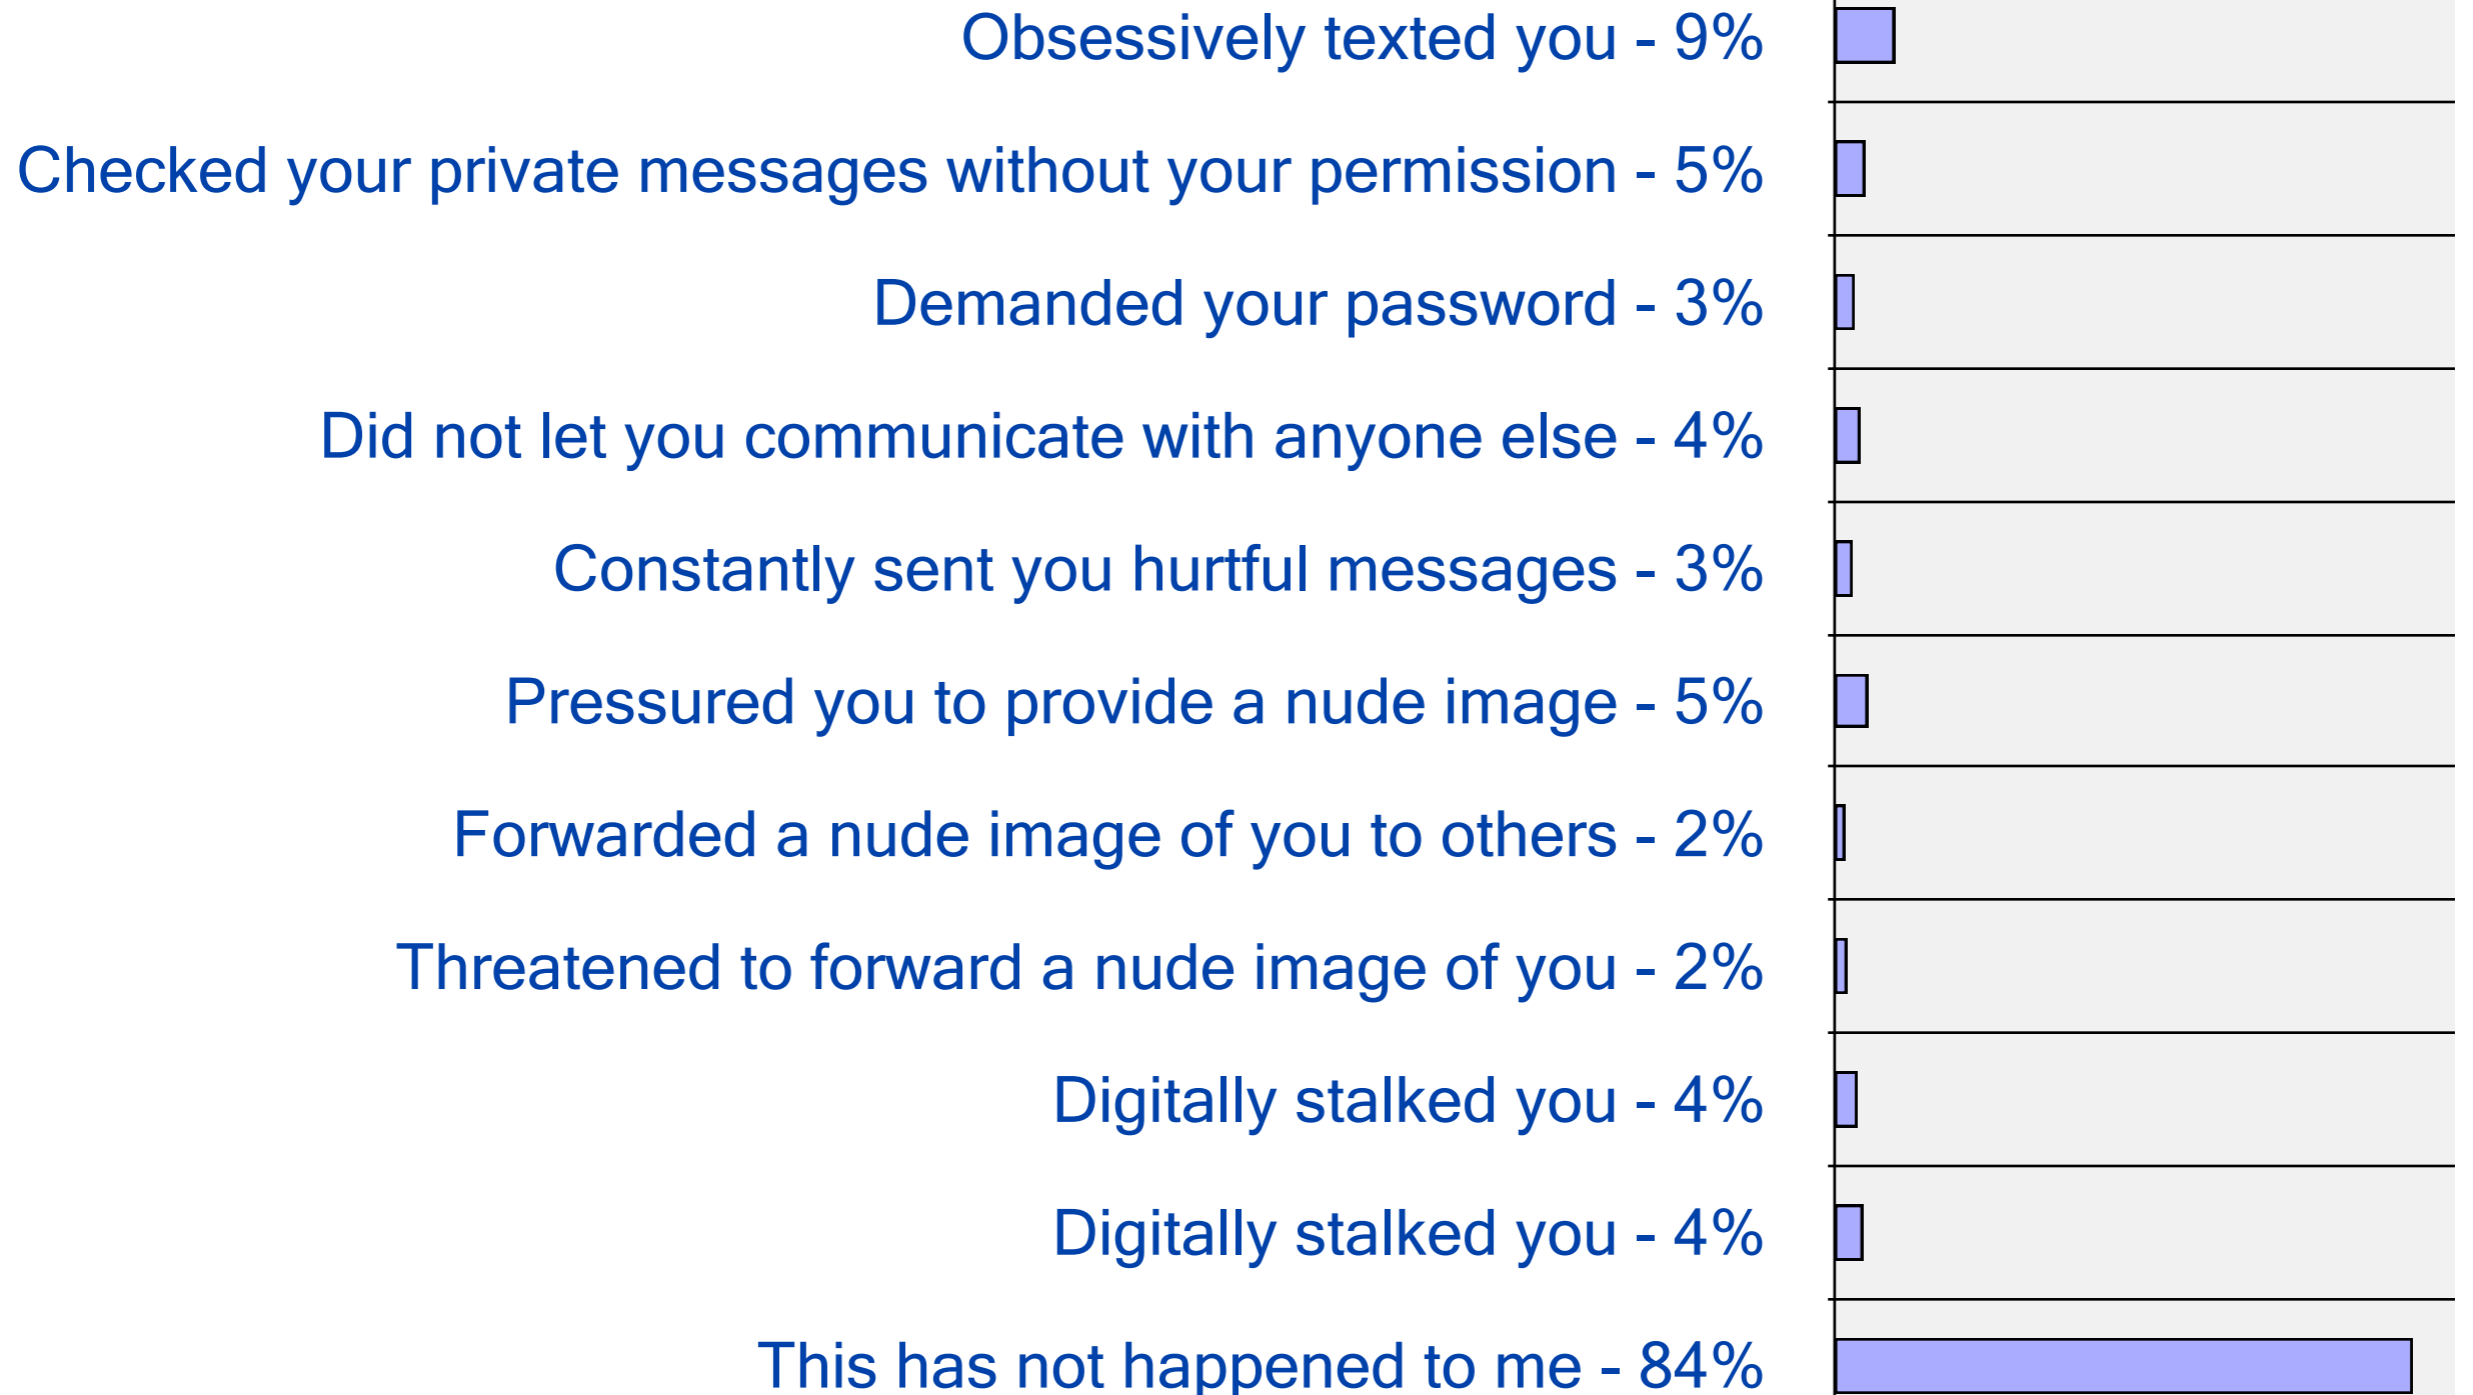 Obsessively texted you - 9%
Checked your private messages without your permission - 5%
Demanded your password - 3%
Did not let you communicate with anyone else - 4%
Constantly sent you hurtful messages - 3%
Pressured you to provide a nude image - 5%
Forwarded a nude image of you to others - 2%
Threatened to forward a nude image of you - 2%
Digitally stalked you - 4%
Digitally stalked you - 4%
This has not happened to me - 84%